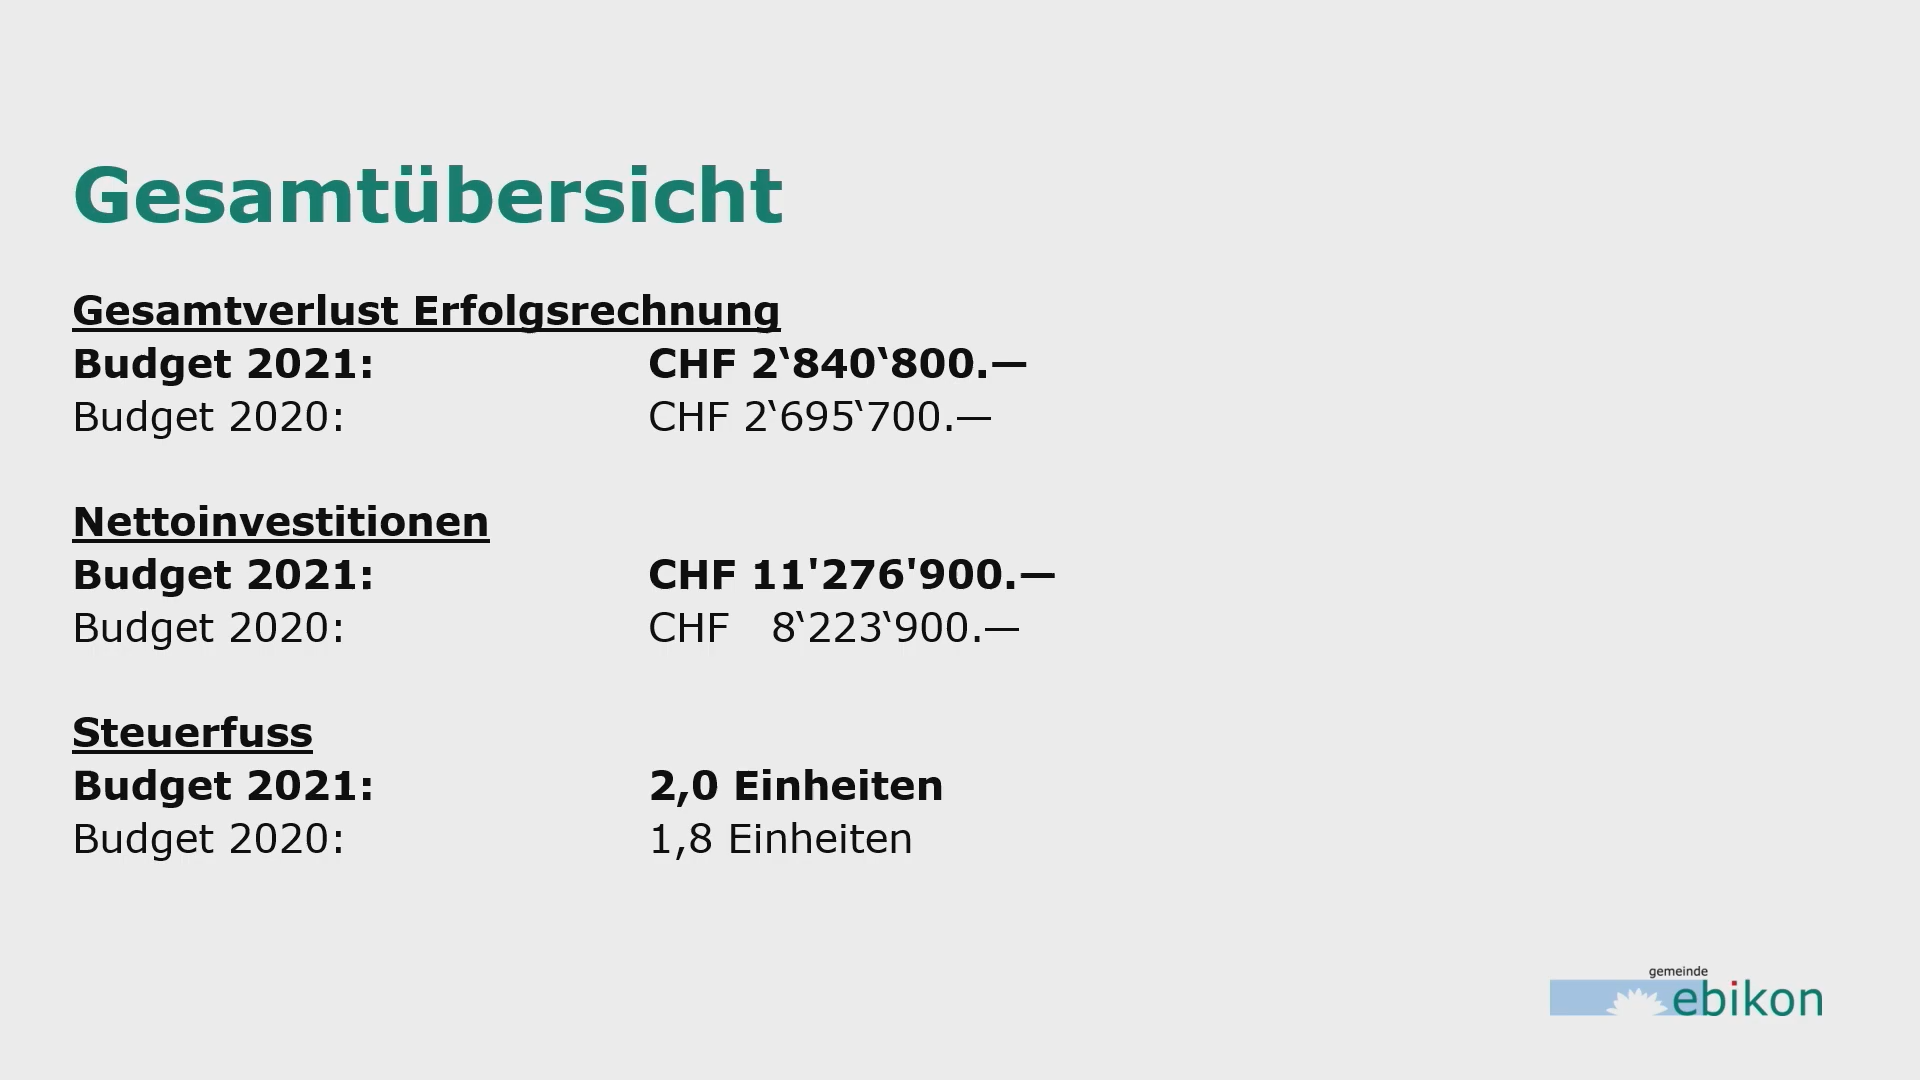 Gesamtübersicht
Gesamtverlust Erfolgsrechnung
Budget 2021: CHF 2‘840‘800.—
Budget 2020: CHF 2‘695‘700.—
Nettoinvestitionen
Budget 2021: CHF 11'276'900.—
Budget 2020: CHF 8‘223‘900.—
Steuerfuss
Budget 2021: 2,0 Einheiten
Budget 2020: 1,8 Einheiten
gemeinde
ebikon